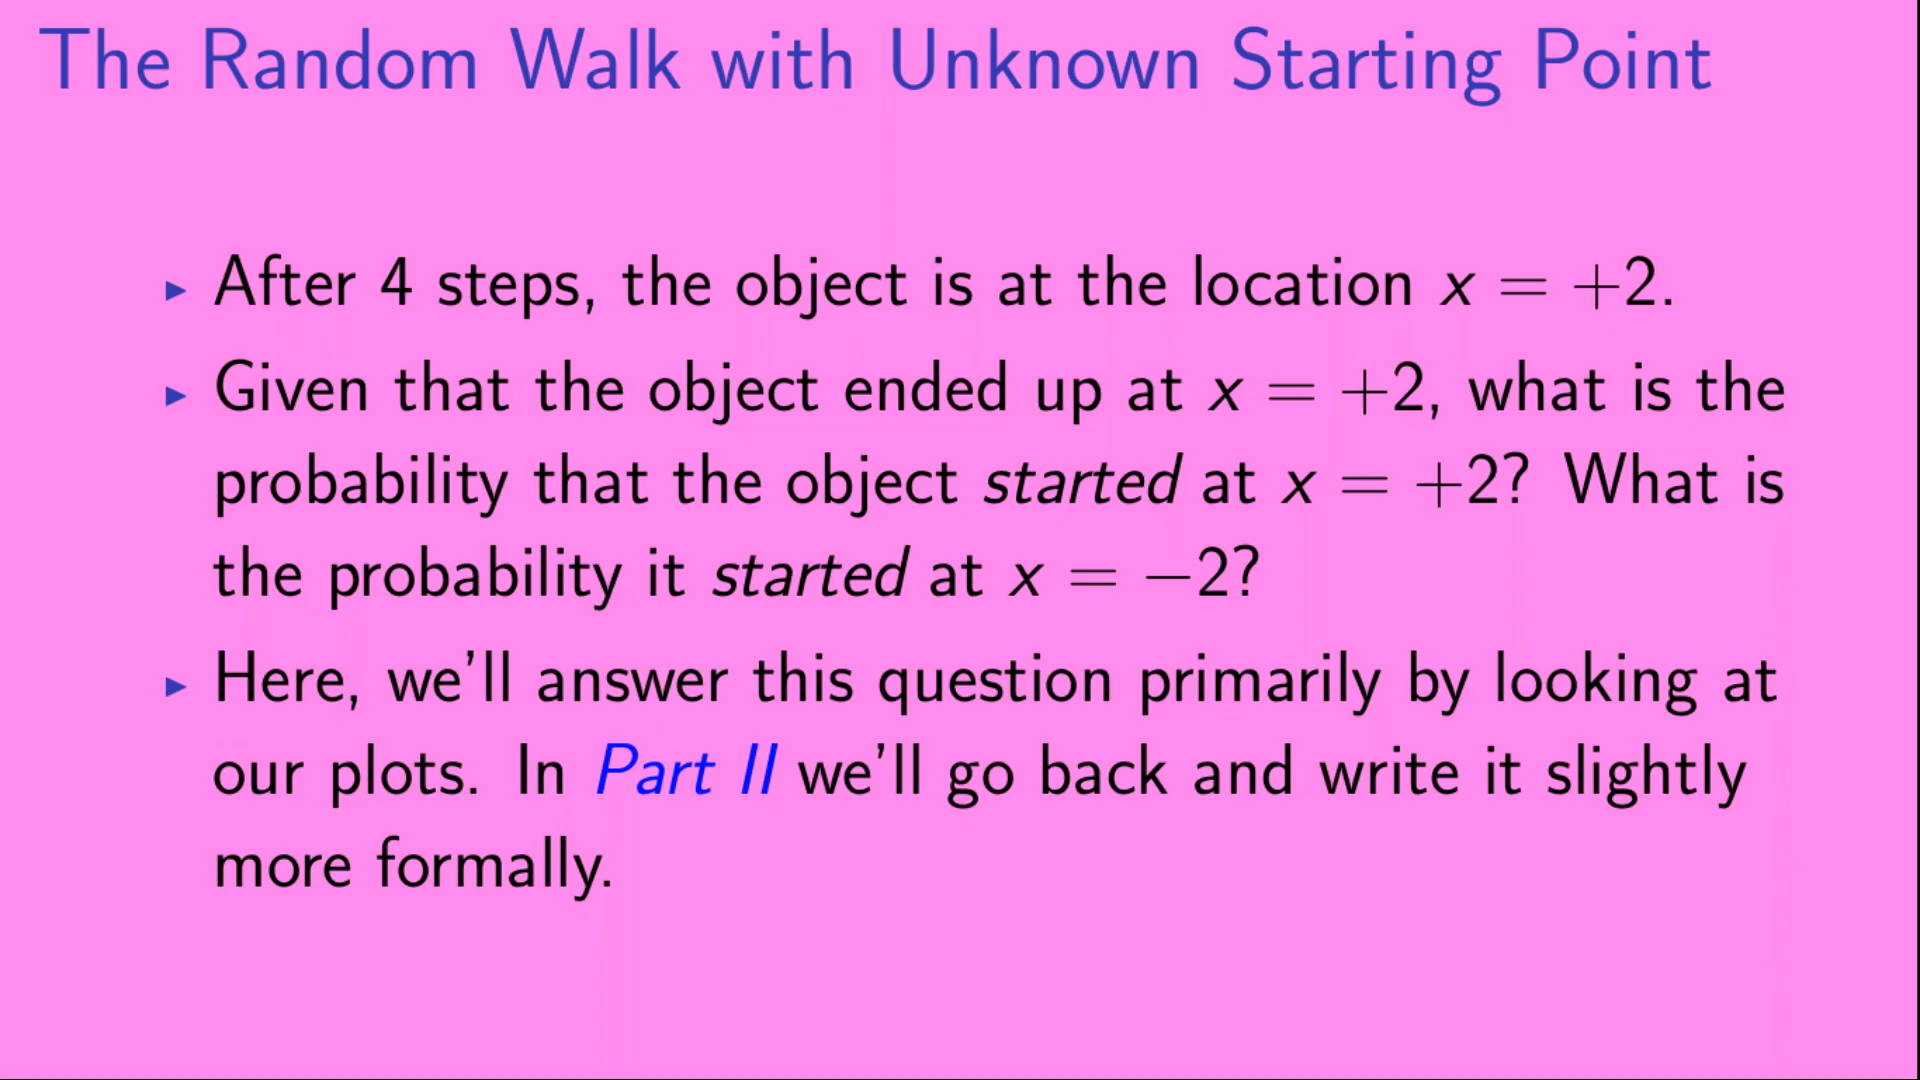 The Random Walk with Unknown Starting Point
▶ After 4 steps, the object is at the location x = +2.
▶ Given that the object ended up at x = +2, what is the
probability that the object started at x = +2? What is
the probability it started at x = −2?
▶ Here, we'll answer this question primarily by looking at
our plots. In Part II we'll go back and write it slightly
more formally.